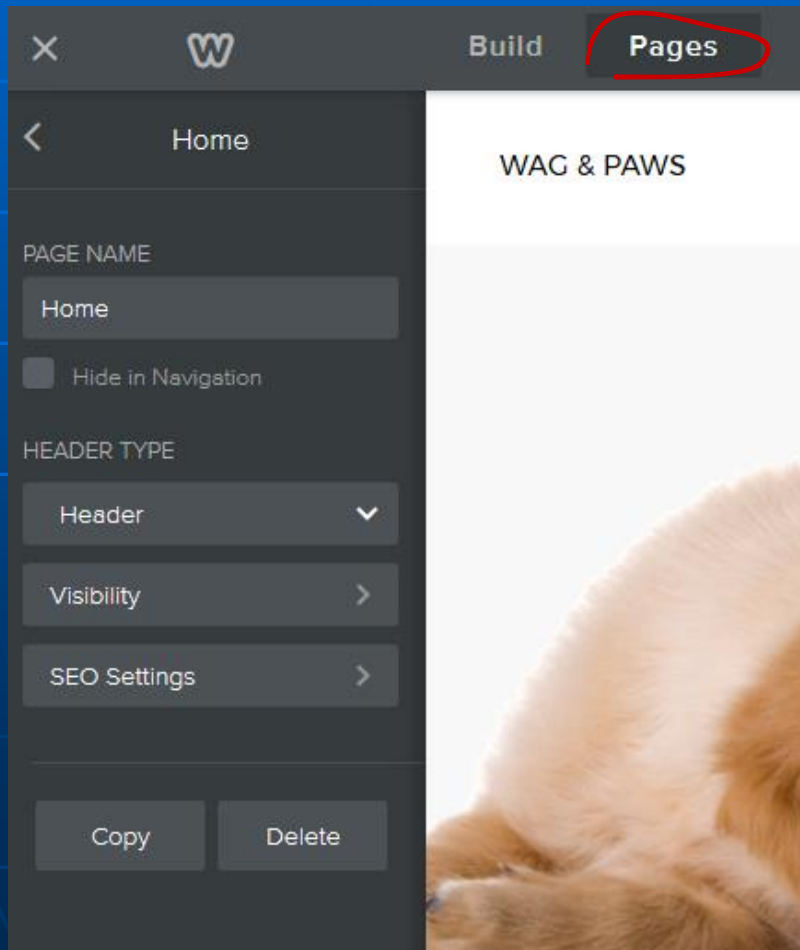 Build Pages
Home
WAG & PAWS
PAGE NAME
Home
Hide in Navigation
HEADER TYPE
Header
Visibility
SEO Settings
Copy Delete